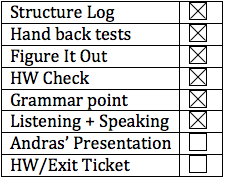 Structure Log
Hand back tests
Figure It Out
HW Check
Grammar point
Listening + Speaking
Andras' Presentation
HW/Exit Ticket